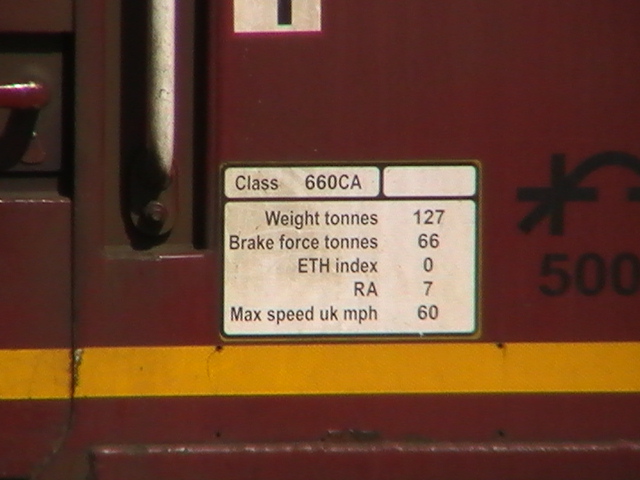 Class 660CA
Weight tonnes 127
Brake force tonnes 66
ETH index 0
RA 7
Max speed uk mph 60
500